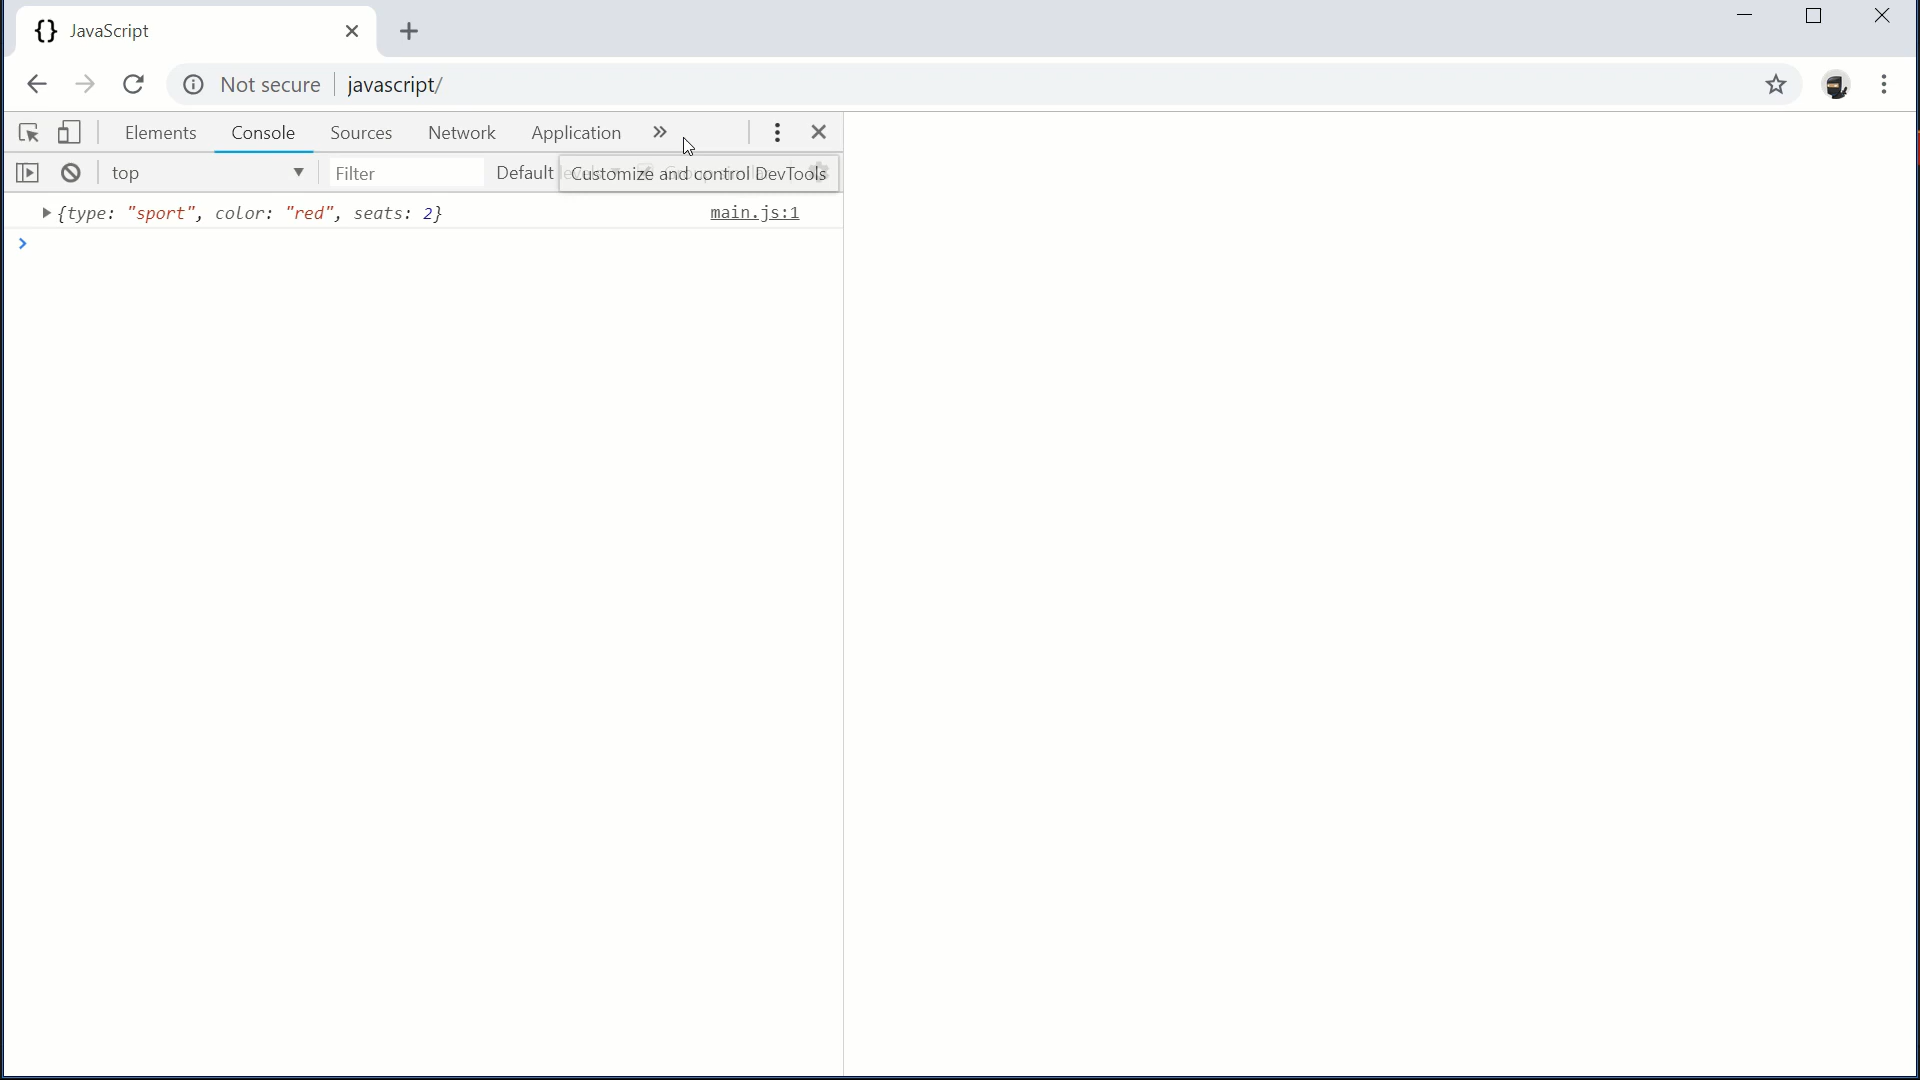 {} JavaScript
Not secure javascript/
Elements Console Sources Network Application
top Filter Default Customize and control DevTools
{type: "sport", color: "red", seats: 2} main.js:1